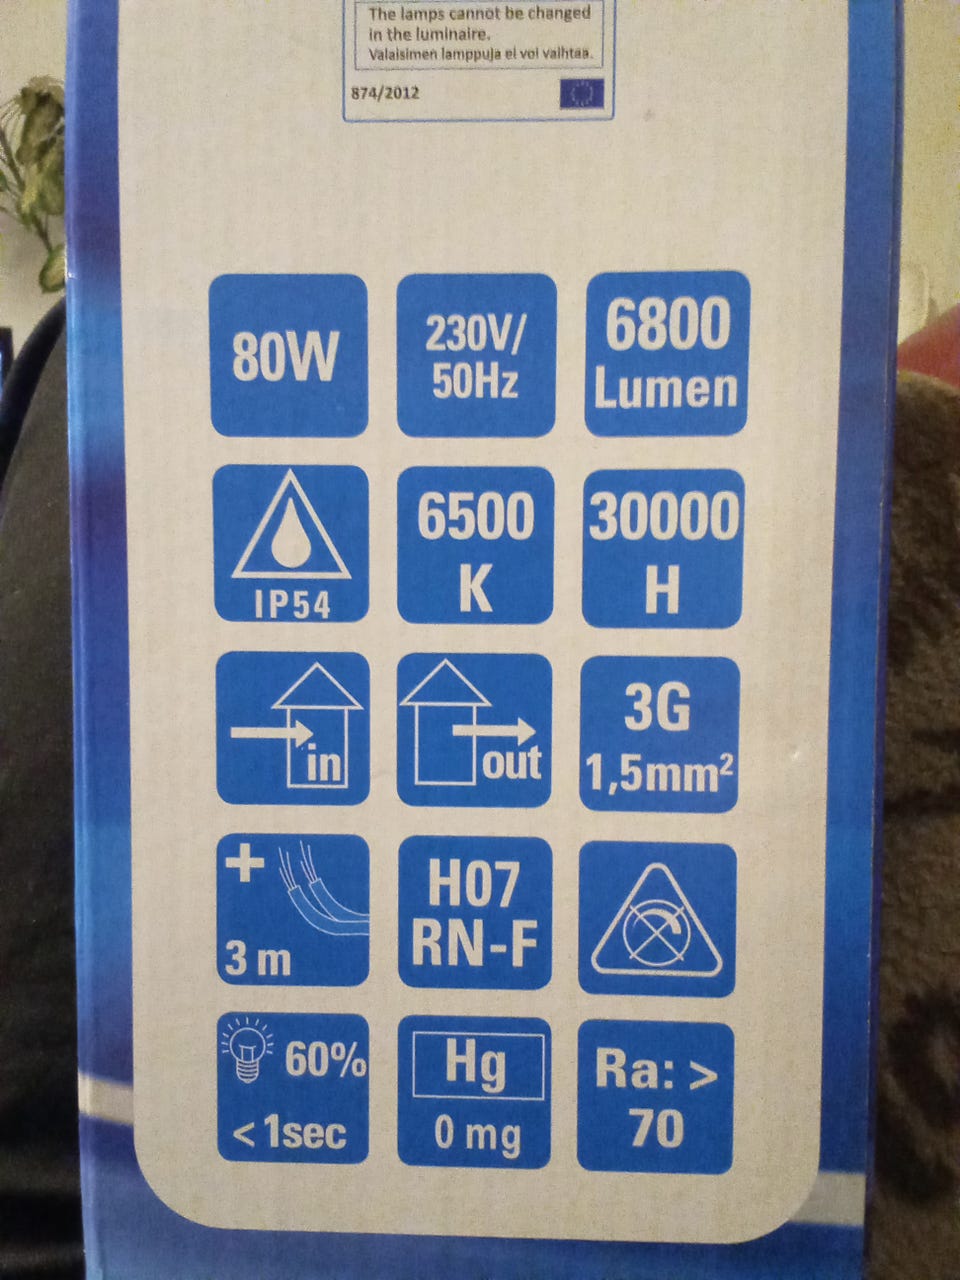 The lamps cannot be changed
in the luminaire.
Valaisimen lamppuja ei voi vaihtaa.
874/2012
80W
230V/
50Hz
6800
Lumen
IP54
6500
K
30000
H
in
out
3G
1,5mm²
+
3 m
H07
RN-F
60%
<1sec
Hg
0 mg
Ra: >
70